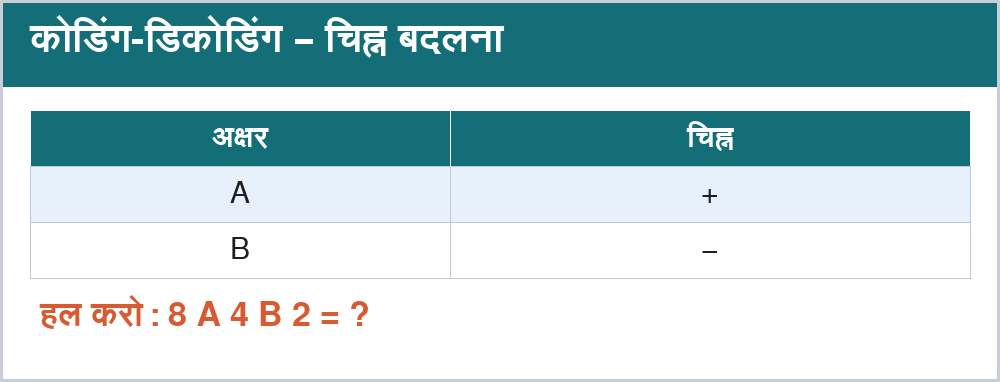 कोडिंग-डिकोडिंग – चिह्न बदलना
अक्षर चिह्न
A +
B –
हल करो : 8 A 4 B 2 = ?